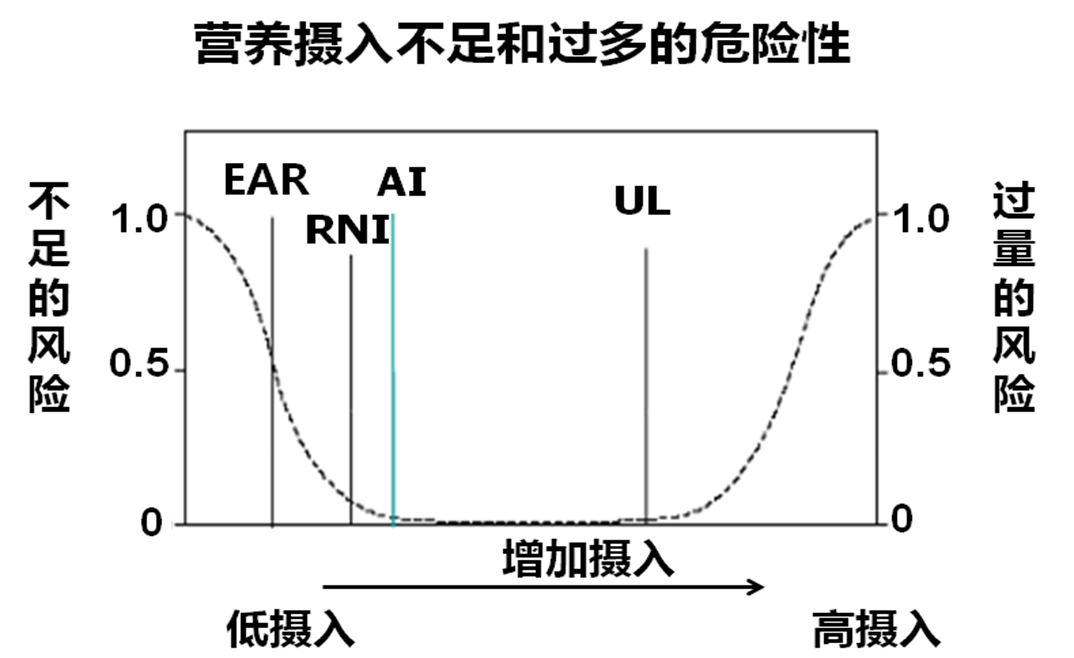 营养摄入不足和过多的危险性
EAR
AI
UL
RNI
不足的风险
1.0
0.5
0
1.0
0.5
0
过量的风险
增加摄入
低摄入
高摄入